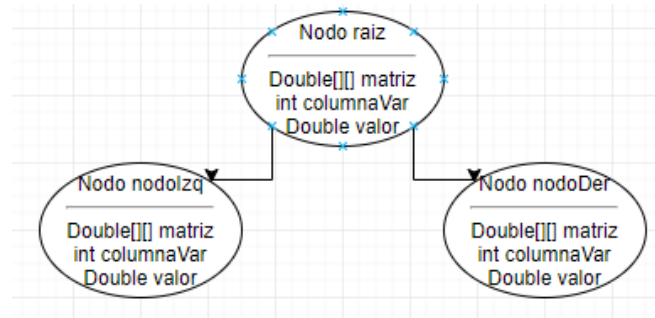 Nodo raiz
Double[][] matriz
int columnaVar
Double valor
Nodo nodoIzq
Double[][] matriz
int columnaVar
Double valor
Nodo nodoDer
Double[][] matriz
int columnaVar
Double valor